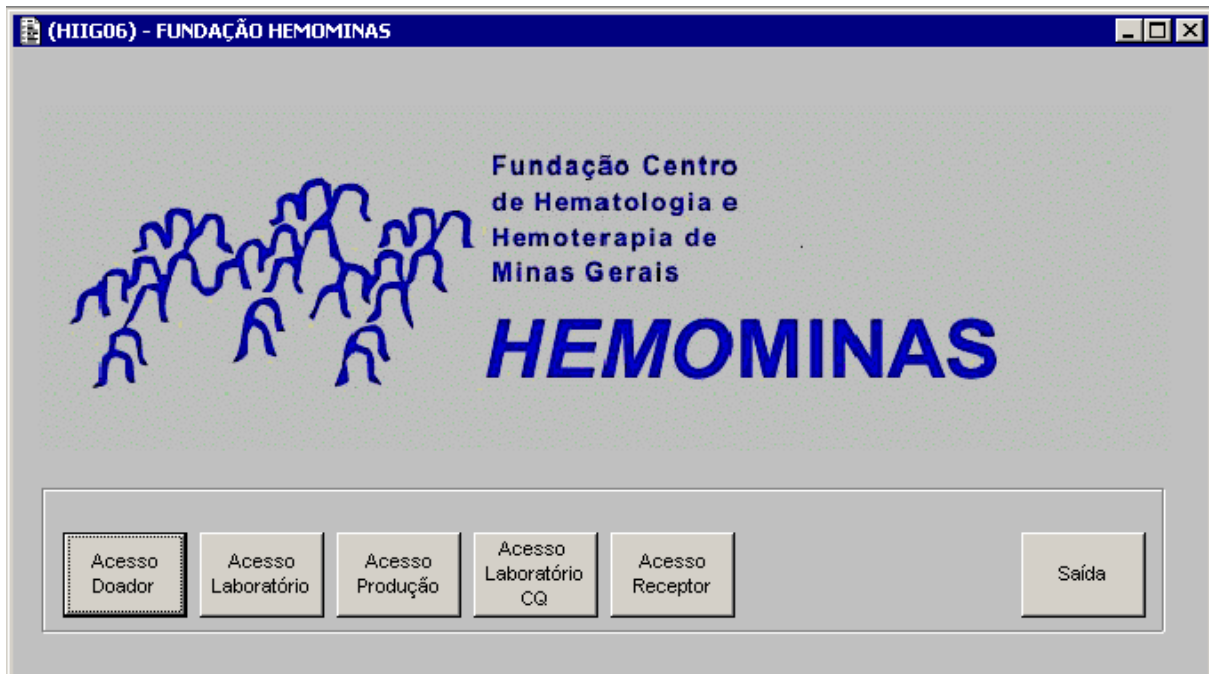 (HIIG06) - FUNDAÇÃO HEMOMINAS
Fundação Centro
de Hematologia e
Hemoterapia de
Minas Gerais
HEMOMINAS
Acesso
Doador
Acesso
Laboratório
Acesso
Produção
Acesso
Laboratório
CQ
Acesso
Receptor
Saída